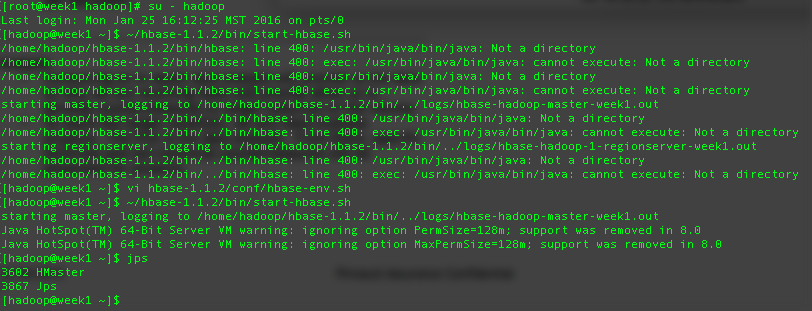 [root@week1 hadoop]# su - hadoop
Last login: Mon Jan 25 16:12:25 MST 2016 on pts/0
[hadoop@week1 ~]$ ~/hbase-1.1.2/bin/start-hbase.sh
/home/hadoop/hbase-1.1.2/bin/hbase: line 400: /usr/bin/java/bin/java: Not a directory
/home/hadoop/hbase-1.1.2/bin/hbase: line 400: exec: /usr/bin/java/bin/java: cannot execute: Not a directory
/home/hadoop/hbase-1.1.2/bin/hbase: line 400: /usr/bin/java/bin/java: Not a directory
/home/hadoop/hbase-1.1.2/bin/hbase: line 400: exec: /usr/bin/java/bin/java: cannot execute: Not a directory
starting master, logging to /home/hadoop/hbase-1.1.2/bin/../logs/hbase-hadoop-master-week1.out
/home/hadoop/hbase-1.1.2/bin/../bin/hbase: line 400: /usr/bin/java/bin/java: Not a directory
/home/hadoop/hbase-1.1.2/bin/../bin/hbase: line 400: exec: /usr/bin/java/bin/java: cannot execute: Not a directory
starting regionserver, logging to /home/hadoop/hbase-1.1.2/bin/../logs/hbase-hadoop-1-regionserver-week1.out
/home/hadoop/hbase-1.1.2/bin/../bin/hbase: line 400: /usr/bin/java/bin/java: Not a directory
/home/hadoop/hbase-1.1.2/bin/../bin/hbase: line 400: exec: /usr/bin/java/bin/java: cannot execute: Not a directory
[hadoop@week1 ~]$ vi hbase-1.1.2/conf/hbase-env.sh
[hadoop@week1 ~]$ ~/hbase-1.1.2/bin/start-hbase.sh
starting master, logging to /home/hadoop/hbase-1.1.2/bin/../logs/hbase-hadoop-master-week1.out
Java HotSpot(TM) 64-Bit Server VM warning: ignoring option PermSize=128m; support was removed in 8.0
Java HotSpot(TM) 64-Bit Server VM warning: ignoring option MaxPermSize=128m; support was removed in 8.0
[hadoop@week1 ~]$ jps
3602 HMaster
3867 Jps
[hadoop@week1 ~]$